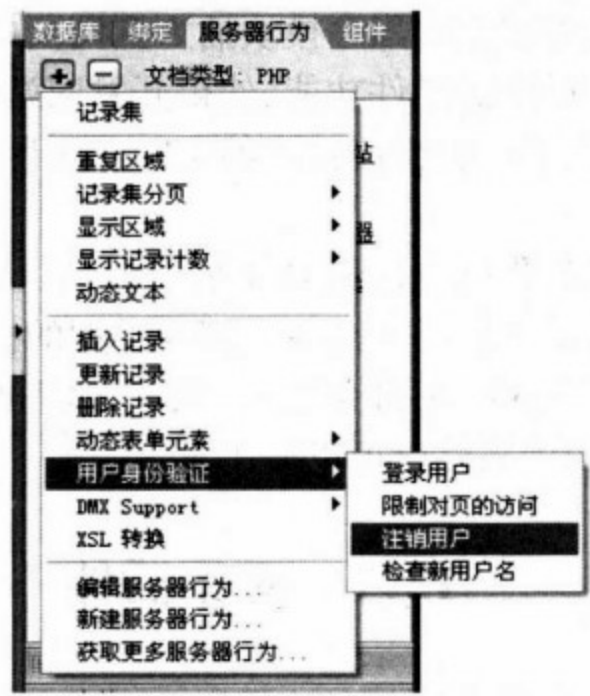 数据库 绑定 服务器行为 组件
文档类型: PHP
记录集
重复区域
记录集分页
显示区域
显示记录计数
动态文本
插入记录
更新记录
删除记录
动态表单元素
用户身份验证
DMX Support
XSL 转换
编辑服务器行为...
新建服务器行为...
获取更多服务器行为...
登录用户
限制对页的访问
注销用户
检查新用户名